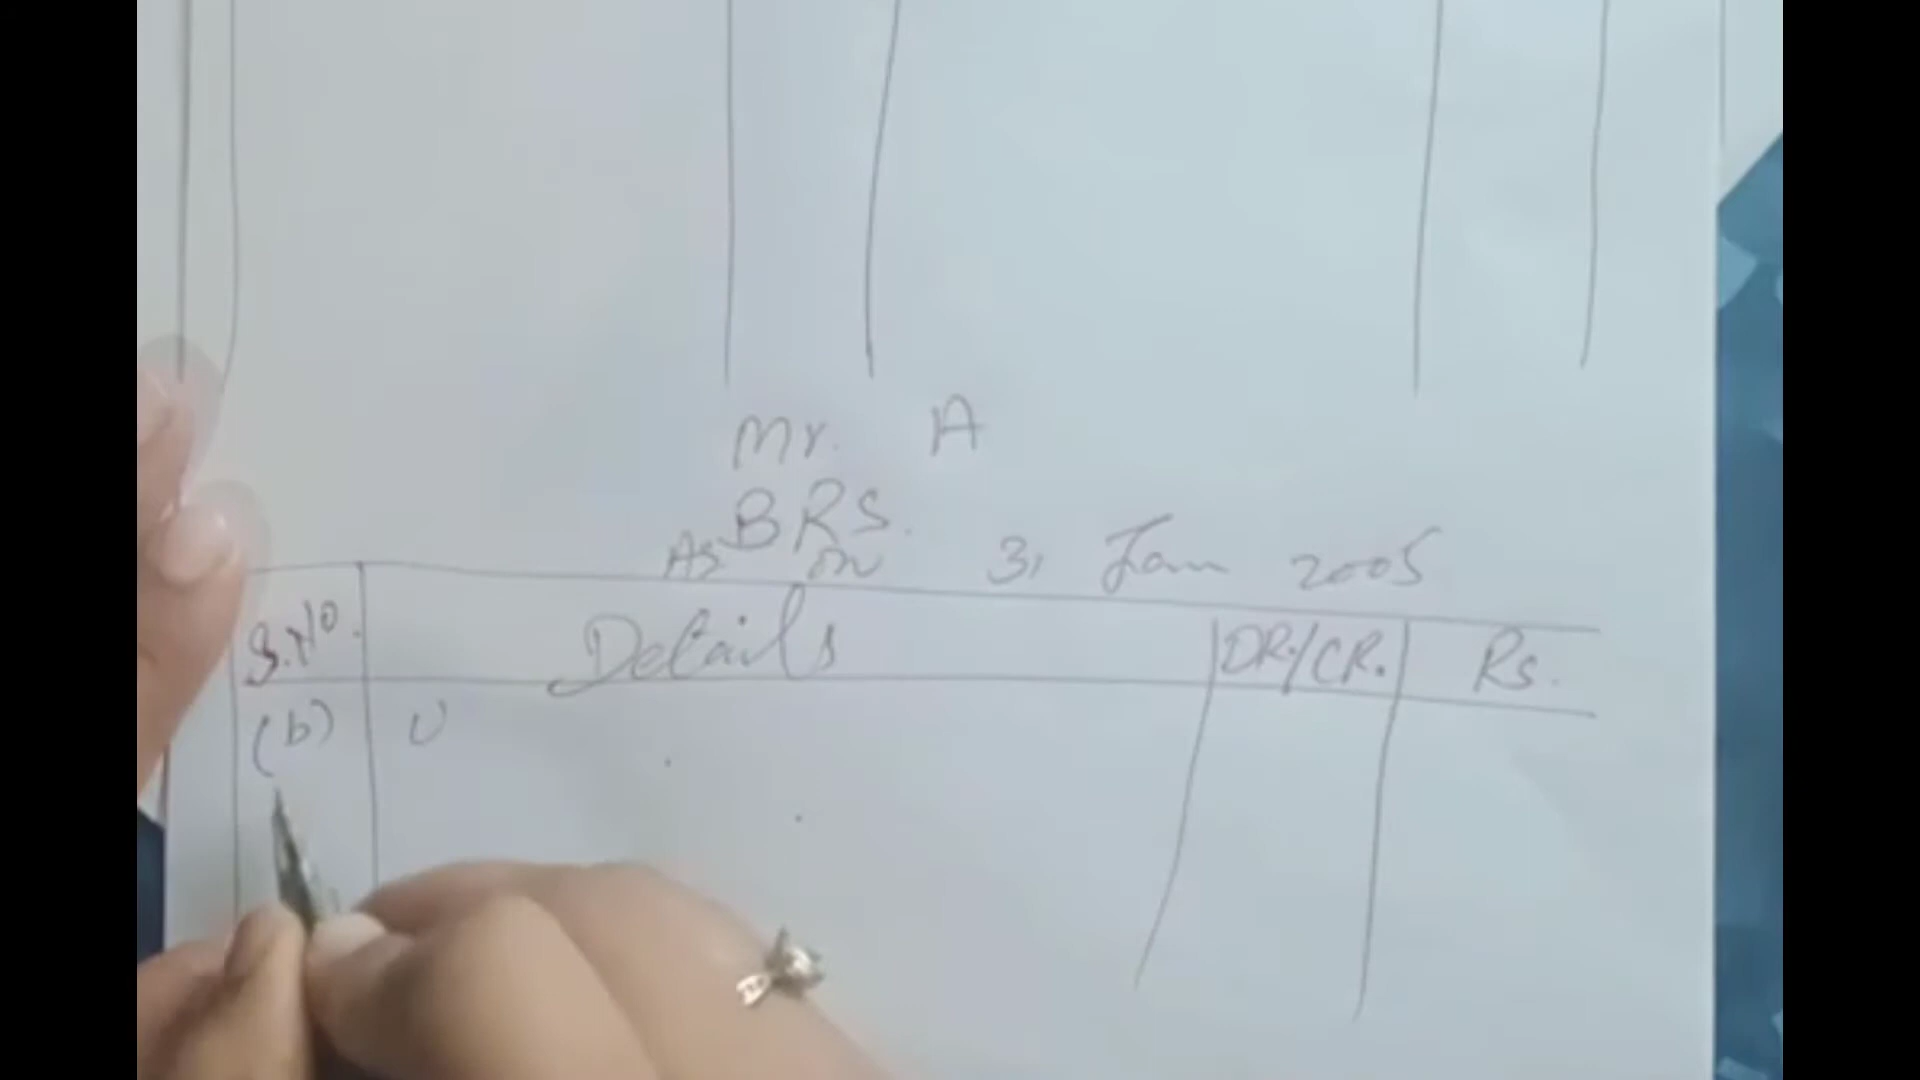 Mr. A
BRS.
As on 31 Jan 2005
S.No. Details DR./CR. Rs.
(b) U